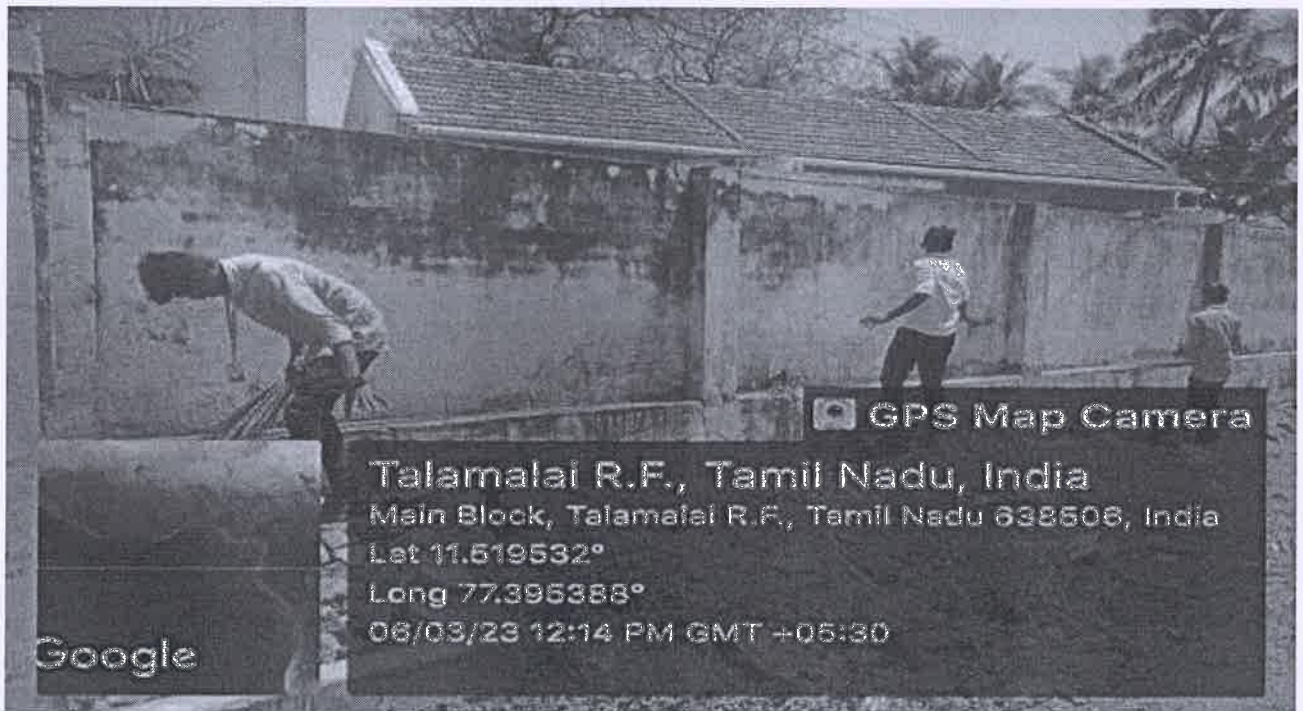 GPS Map Camera
Talamalai R.F., Tamil Nadu, India
Main Block, Talamalai R.F., Tamil Nadu 638506, India
Lat 11.519532°
Long 77.395388°
06/03/23 12:14 PM GMT +05:30
Google